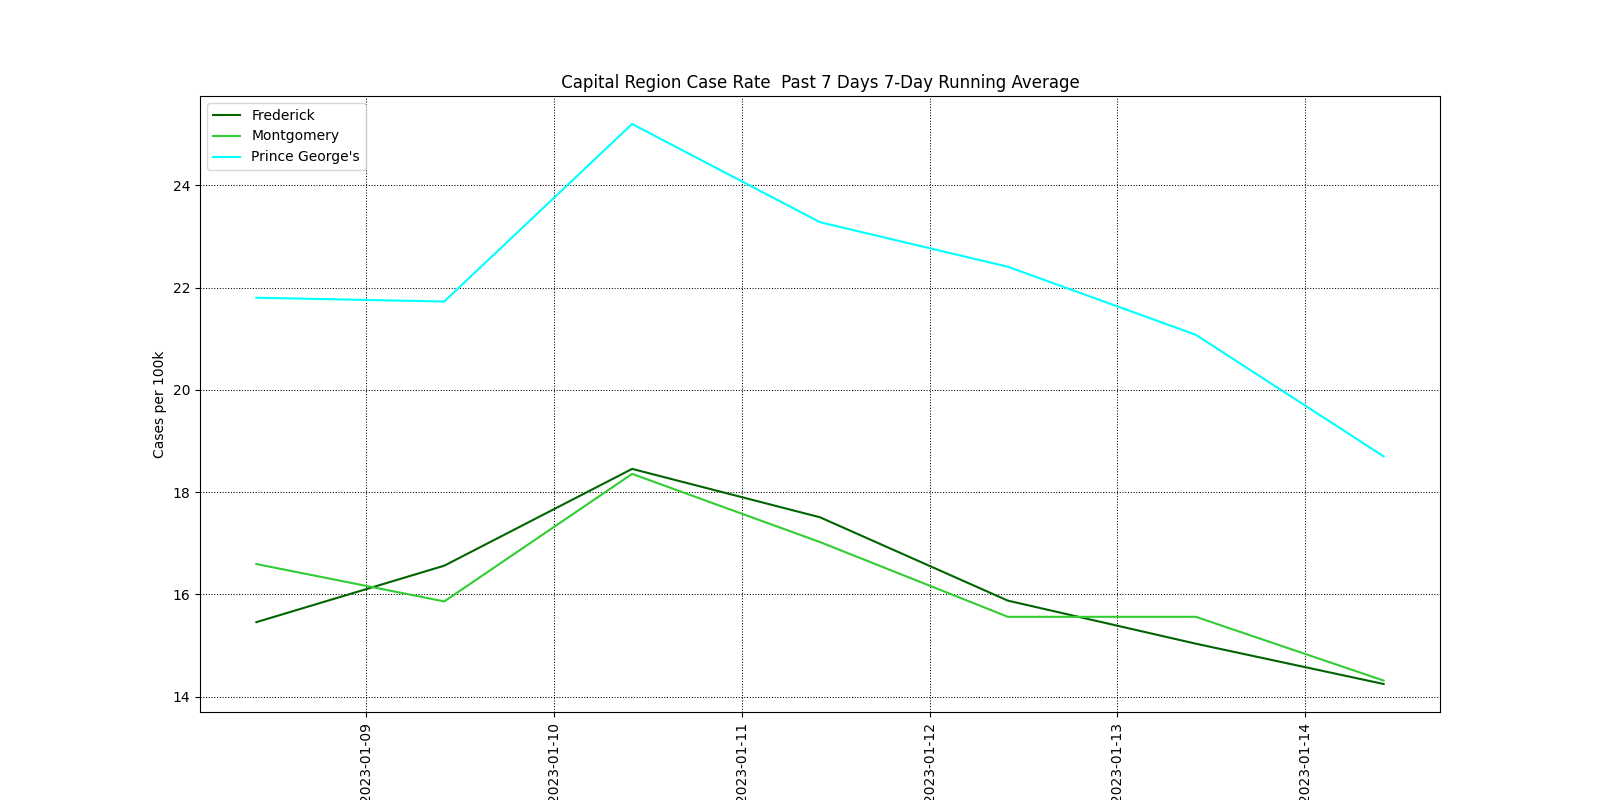 Capital Region Case Rate  Past 7 Days 7-Day Running Average
Frederick
Montgomery
Prince George's
24
22
20
18
16
14
Cases per 100k
2023-01-09
2023-01-10
2023-01-11
2023-01-12
2023-01-13
2023-01-14